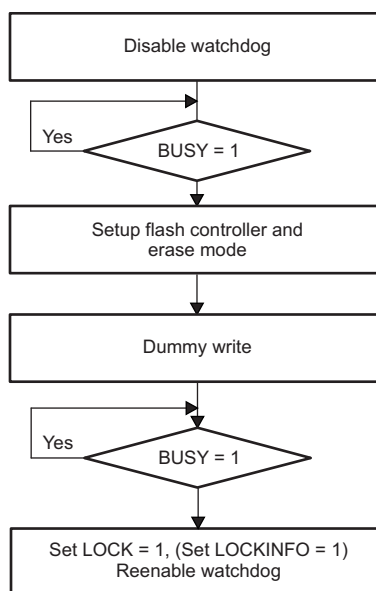 Disable watchdog
Yes
BUSY = 1
Setup flash controller and
erase mode
Dummy write
Yes
BUSY = 1
Set LOCK = 1, (Set LOCKINFO = 1)
Reenable watchdog